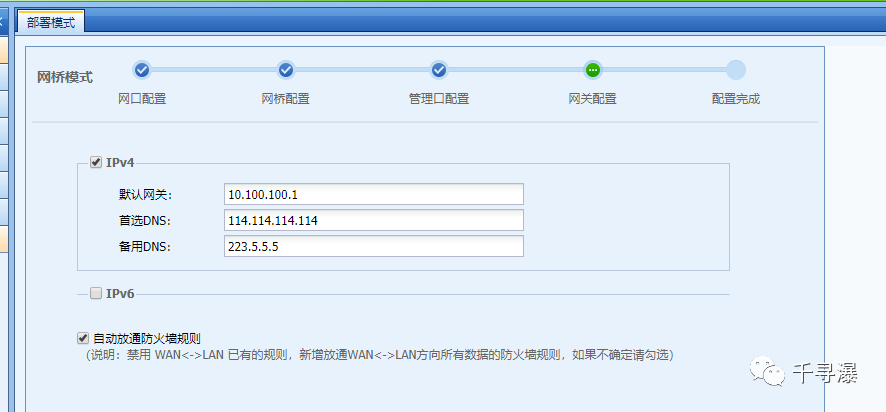 部署模式
网桥模式
网口配置 网桥配置 管理口配置 网关配置 配置完成
IPv4
默认网关: 10.100.100.1
首选DNS: 114.114.114.114
备用DNS: 223.5.5.5
IPv6
自动放通防火墙规则
(说明：禁用 WAN<->LAN 已有的规则，新增放通WAN<->LAN方向所有数据的防火墙规则，如果不确定请勾选)
千寻瀑